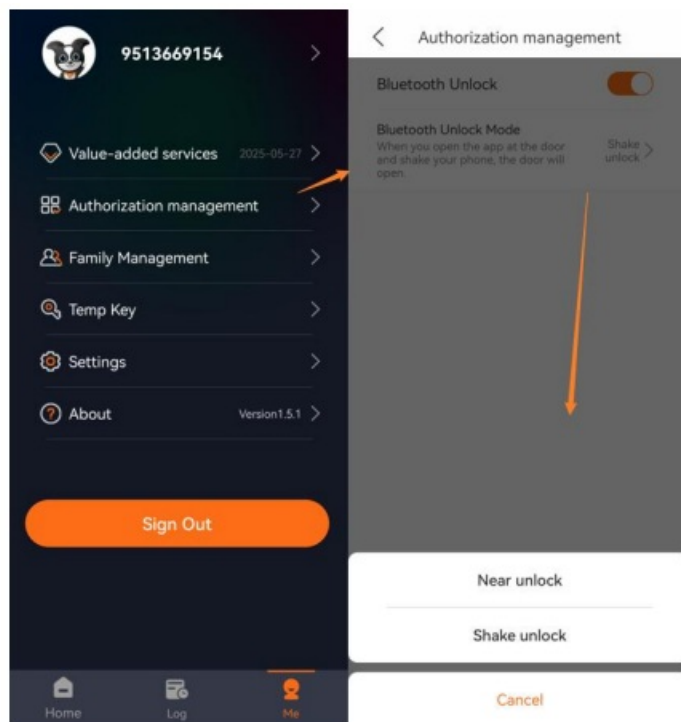 9513669154
Value-added services 2025-05-27
Authorization management
Family Management
Temp Key
Settings
About Version1.5.1
Sign Out
Home Log Me
Authorization management
Bluetooth Unlock
Bluetooth Unlock Mode
When you open the app at the door
and shake your phone, the door will
open.
Shake
unlock
Near unlock
Shake unlock
Cancel